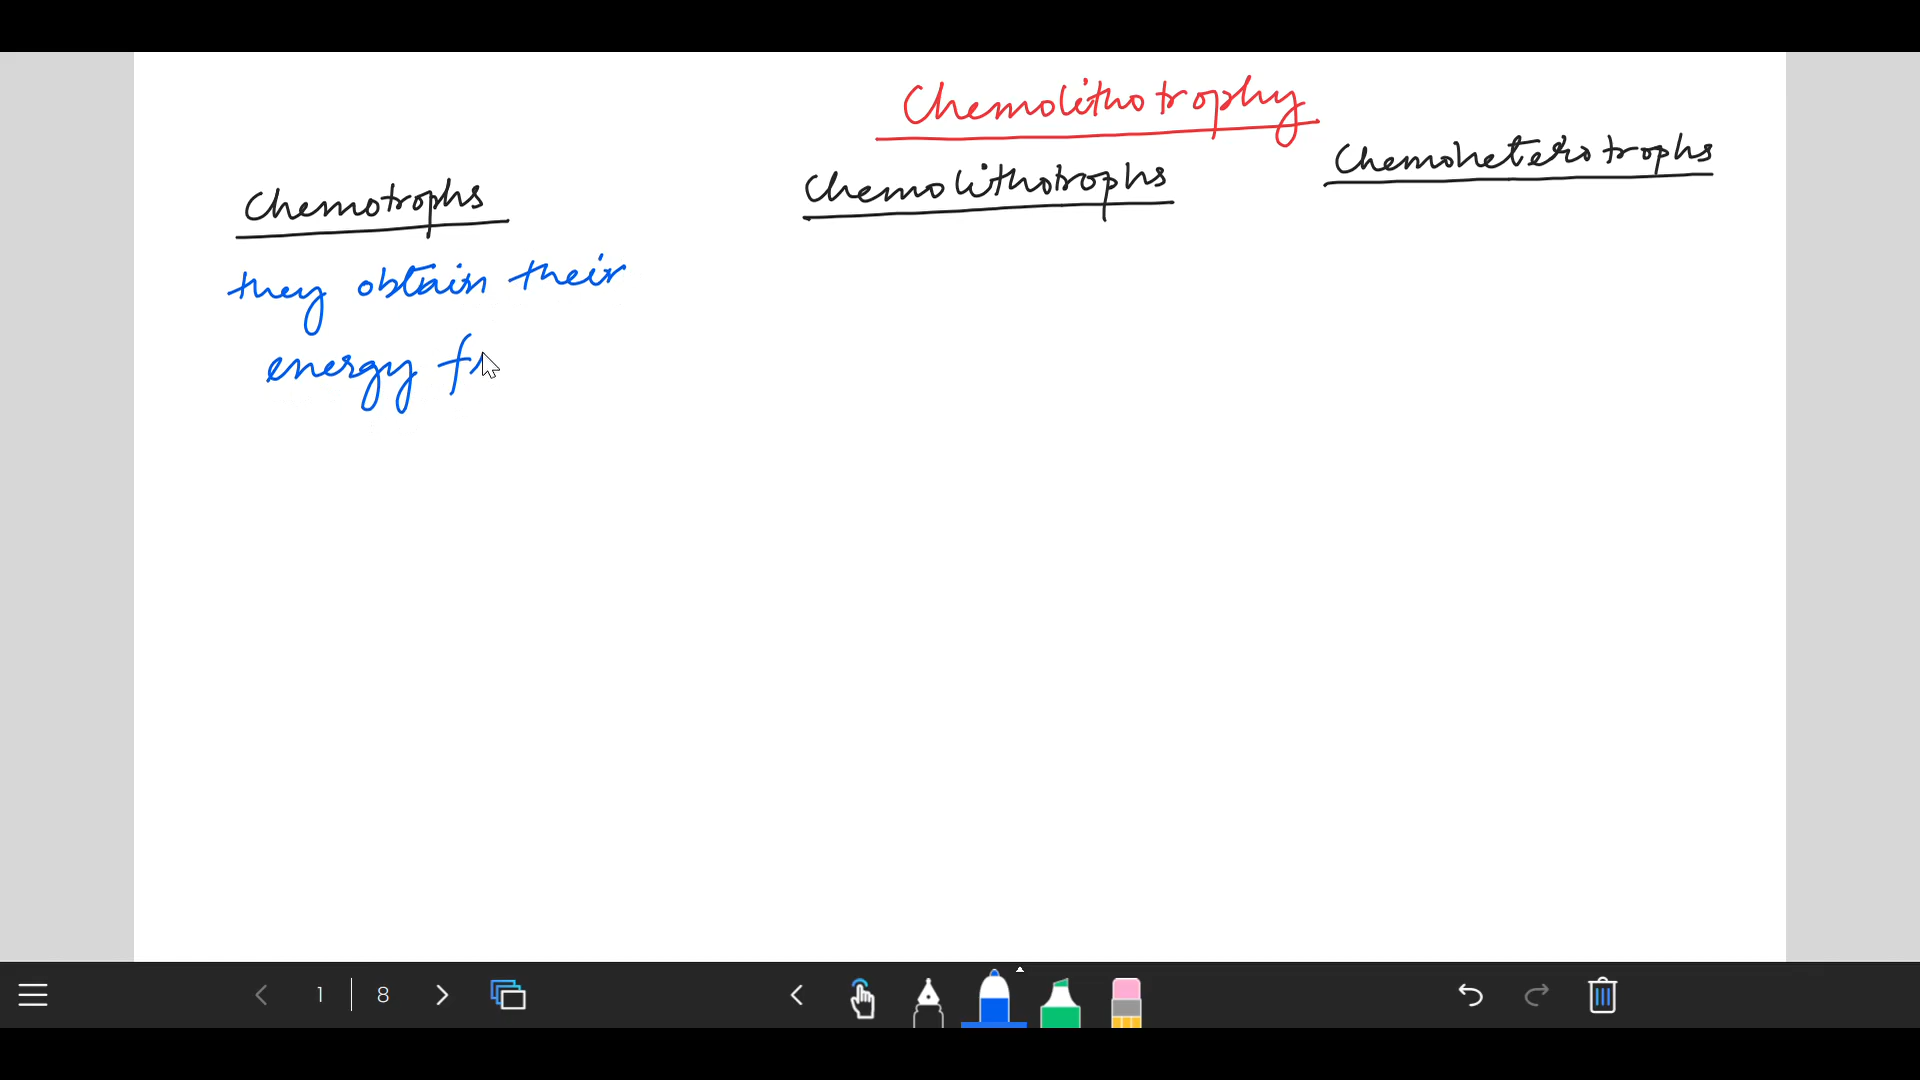 Chemolithotrophy
Chemotrophs
Chemolithotrophs
Chemoheterotrophs
they obtain their
energy fr
1 | 8